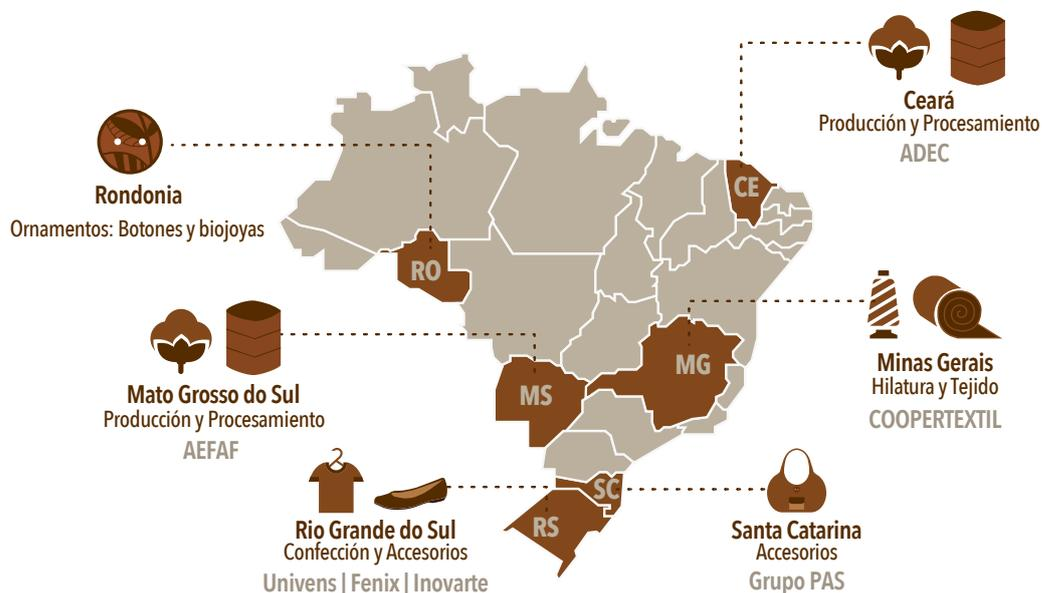 Ceará
Producción y Procesamiento
ADEC
CE
Rondonia
Ornamentos: Botones y biojoyas
RO
Minas Gerais
Hilatura y Tejido
COOPERTEXTIL
MG
Mato Grosso do Sul
Producción y Procesamiento
AEFAF
MS
SC
RS
Rio Grande do Sul
Confección y Accesorios
Univens | Fenix | Inovarte
Santa Catarina
Accesorios
Grupo PAS